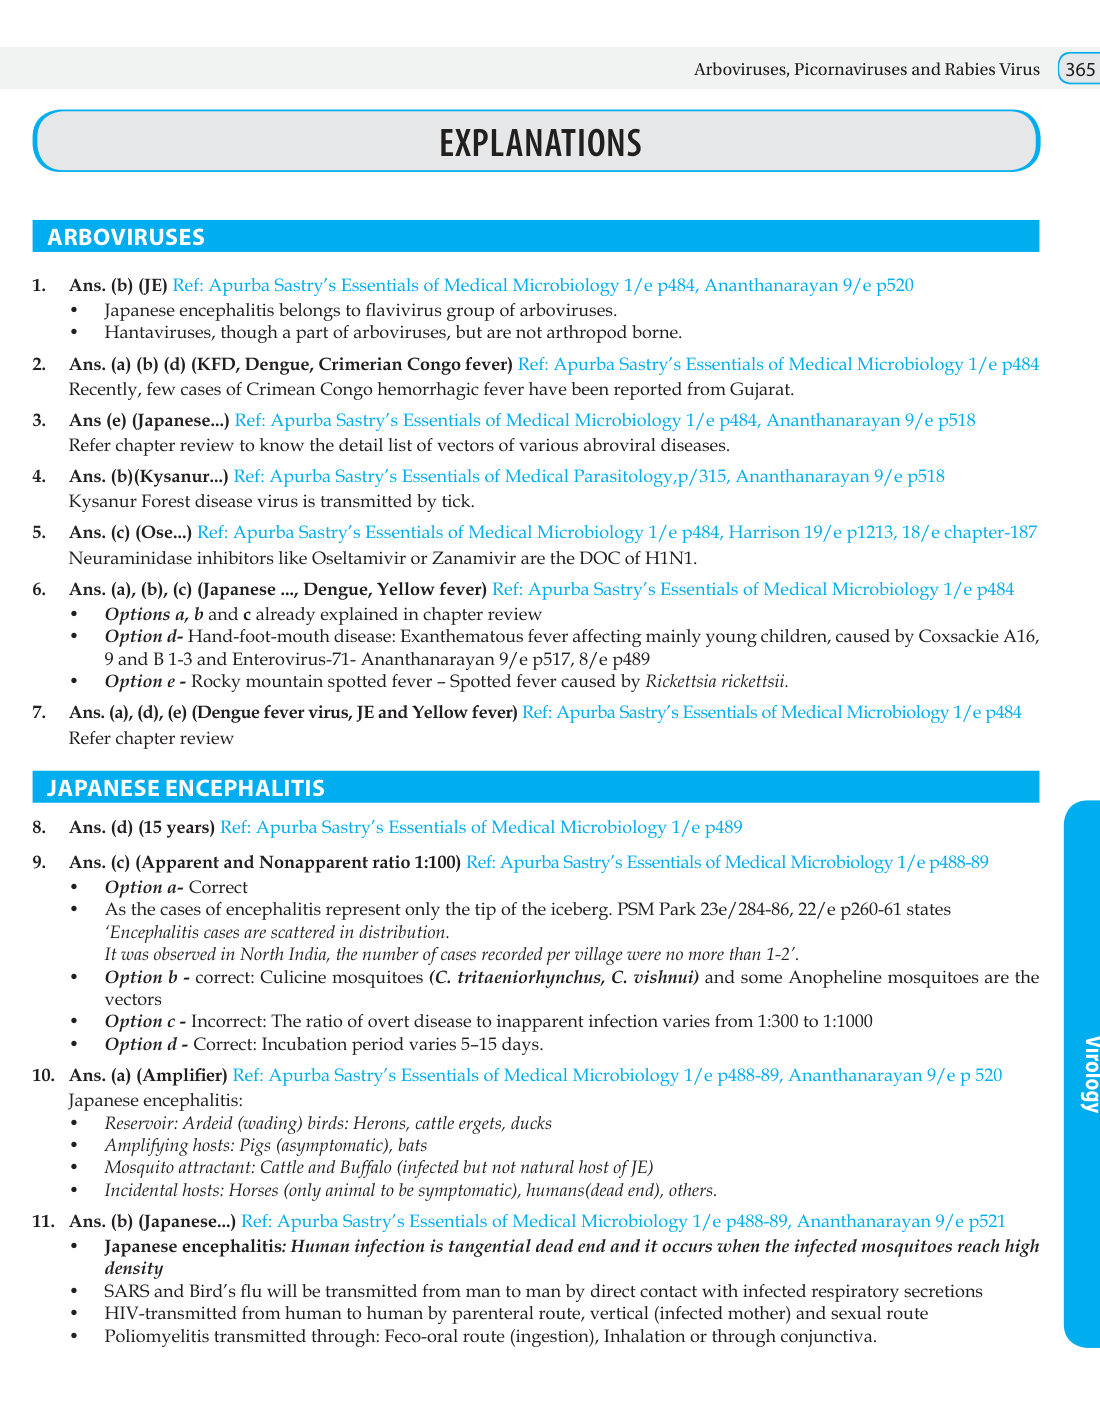 Arboviruses, Picornaviruses and Rabies Virus 365
EXPLANATIONS
ARBOVIRUSES
1. Ans. (b) (JE) Ref: Apurba Sastry's Essentials of Medical Microbiology 1/e p484, Ananthanarayan 9/e p520
• Japanese encephalitis belongs to flavivirus group of arboviruses.
• Hantaviruses, though a part of arboviruses, but are not arthropod borne.
2. Ans. (a) (b) (d) (KFD, Dengue, Crimerian Congo fever) Ref: Apurba Sastry's Essentials of Medical Microbiology 1/e p484
Recently, few cases of Crimean Congo hemorrhagic fever have been reported from Gujarat.
3. Ans (e) (Japanese...) Ref: Apurba Sastry's Essentials of Medical Microbiology 1/e p484, Ananthanarayan 9/e p518
Refer chapter review to know the detail list of vectors of various abroviral diseases.
4. Ans. (b)(Kysanur...) Ref: Apurba Sastry's Essentials of Medical Parasitology,p/315, Ananthanarayan 9/e p518
Kysanur Forest disease virus is transmitted by tick.
5. Ans. (c) (Ose...) Ref: Apurba Sastry's Essentials of Medical Microbiology 1/e p484, Harrison 19/e p1213, 18/e chapter-187
Neuraminidase inhibitors like Oseltamivir or Zanamivir are the DOC of H1N1.
6. Ans. (a), (b), (c) (Japanese ..., Dengue, Yellow fever) Ref: Apurba Sastry's Essentials of Medical Microbiology 1/e p484
• Options a, b and c already explained in chapter review
• Option d- Hand-foot-mouth disease: Exanthematous fever affecting mainly young children, caused by Coxsackie A16,
9 and B 1-3 and Enterovirus-71- Ananthanarayan 9/e p517, 8/e p489
• Option e - Rocky mountain spotted fever – Spotted fever caused by Rickettsia rickettsii.
7. Ans. (a), (d), (e) (Dengue fever virus, JE and Yellow fever) Ref: Apurba Sastry's Essentials of Medical Microbiology 1/e p484
Refer chapter review
JAPANESE ENCEPHALITIS
8. Ans. (d) (15 years) Ref: Apurba Sastry's Essentials of Medical Microbiology 1/e p489
9. Ans. (c) (Apparent and Nonapparent ratio 1:100) Ref: Apurba Sastry's Essentials of Medical Microbiology 1/e p488-89
• Option a- Correct
• As the cases of encephalitis represent only the tip of the iceberg. PSM Park 23e/284-86, 22/e p260-61 states
'Encephalitis cases are scattered in distribution.
It was observed in North India, the number of cases recorded per village were no more than 1-2'.
• Option b - correct: Culicine mosquitoes (C. tritaeniorhynchus, C. vishnui) and some Anopheline mosquitoes are the
vectors
• Option c - Incorrect: The ratio of overt disease to inapparent infection varies from 1:300 to 1:1000
• Option d - Correct: Incubation period varies 5–15 days.
10. Ans. (a) (Amplifier) Ref: Apurba Sastry's Essentials of Medical Microbiology 1/e p488-89, Ananthanarayan 9/e p 520
Japanese encephalitis:
• Reservoir: Ardeid (wading) birds: Herons, cattle ergets, ducks
• Amplifying hosts: Pigs (asymptomatic), bats
• Mosquito attractant: Cattle and Buffalo (infected but not natural host of JE)
• Incidental hosts: Horses (only animal to be symptomatic), humans(dead end), others.
11. Ans. (b) (Japanese...) Ref: Apurba Sastry's Essentials of Medical Microbiology 1/e p488-89, Ananthanarayan 9/e p521
• Japanese encephalitis: Human infection is tangential dead end and it occurs when the infected mosquitoes reach high
density
• SARS and Bird's flu will be transmitted from man to man by direct contact with infected respiratory secretions
• HIV-transmitted from human to human by parenteral route, vertical (infected mother) and sexual route
• Poliomyelitis transmitted through: Feco-oral route (ingestion), Inhalation or through conjunctiva.
Virology